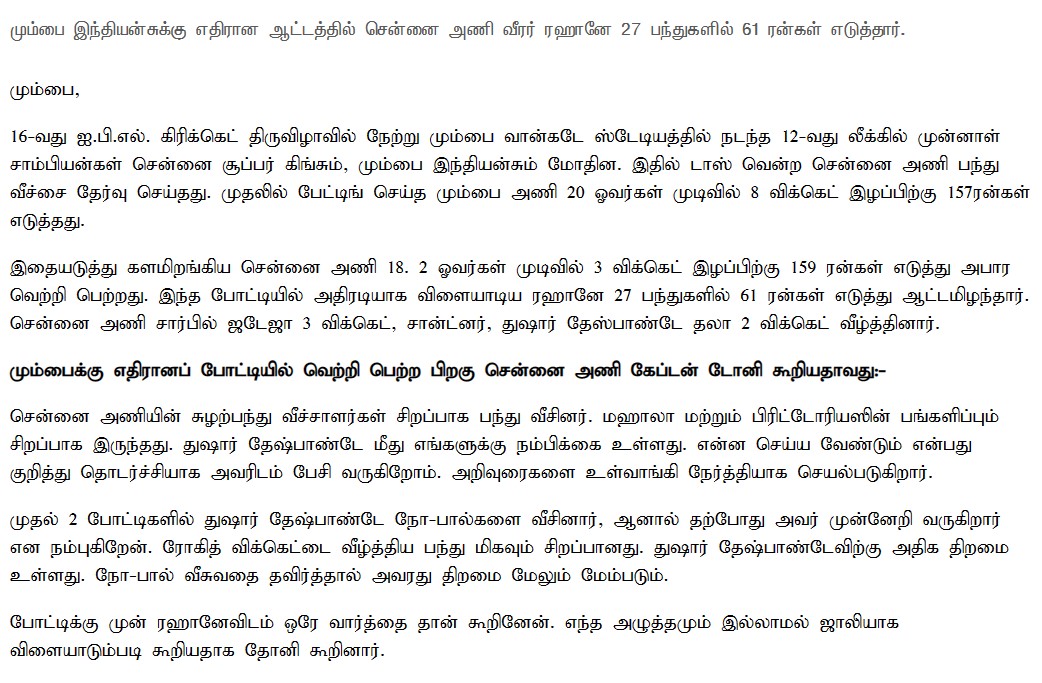 மும்பை இந்தியன்சுக்கு எதிரான ஆட்டத்தில் சென்னை அணி வீரர் ரஹானே 27 பந்துகளில் 61 ரன்கள் எடுத்தார்.
மும்பை,
16-வது ஐ.பி.எல். கிரிக்கெட் திருவிழாவில் நேற்று மும்பை வான்கடே ஸ்டேடியத்தில் நடந்த 12-வது லீக்கில் முன்னாள்
சாம்பியன்கள் சென்னை சூப்பர் கிங்சும், மும்பை இந்தியன்சும் மோதின. இதில் டாஸ் வென்ற சென்னை அணி பந்து
வீச்சை தேர்வு செய்தது. முதலில் பேட்டிங் செய்த மும்பை அணி 20 ஓவர்கள் முடிவில் 8 விக்கெட் இழப்பிற்கு 157ரன்கள்
எடுத்தது.
இதையடுத்து களமிறங்கிய சென்னை அணி 18. 2 ஓவர்கள் முடிவில் 3 விக்கெட் இழப்பிற்கு 159 ரன்கள் எடுத்து அபார
வெற்றி பெற்றது. இந்த போட்டியில் அதிரடியாக விளையாடிய ரஹானே 27 பந்துகளில் 61 ரன்கள் எடுத்து ஆட்டமிழந்தார்.
சென்னை அணி சார்பில் ஜடேஜா 3 விக்கெட், சான்ட்னர், துஷார் தேஸ்பாண்டே தலா 2 விக்கெட் வீழ்த்தினார்.
மும்பைக்கு எதிரானப் போட்டியில் வெற்றி பெற்ற பிறகு சென்னை அணி கேப்டன் டோனி கூறியதாவது:-
சென்னை அணியின் சுழற்பந்து வீச்சாளர்கள் சிறப்பாக பந்து வீசினர். மஹாலா மற்றும் பிரிட்டோரியஸின் பங்களிப்பும்
சிறப்பாக இருந்தது. துஷார் தேஷ்பாண்டே மீது எங்களுக்கு நம்பிக்கை உள்ளது. என்ன செய்ய வேண்டும் என்பது
குறித்து தொடர்ச்சியாக அவரிடம் பேசி வருகிறோம். அறிவுரைகளை உள்வாங்கி நேர்த்தியாக செயல்படுகிறார்.
முதல் 2 போட்டிகளில் துஷார் தேஷ்பாண்டே நோ-பால்களை வீசினார், ஆனால் தற்போது அவர் முன்னேறி வருகிறார்
என நம்புகிறேன். ரோகித் விக்கெட்டை வீழ்த்திய பந்து மிகவும் சிறப்பானது. துஷார் தேஷ்பாண்டேவிற்கு அதிக திறமை
உள்ளது. நோ-பால் வீசுவதை தவிர்த்தால் அவரது திறமை மேலும் மேம்படும்.
போட்டிக்கு முன் ரஹானேவிடம் ஒரே வார்த்தை தான் கூறினேன். எந்த அழுத்தமும் இல்லாமல் ஜாலியாக
விளையாடும்படி கூறியதாக தோனி கூறினார்.